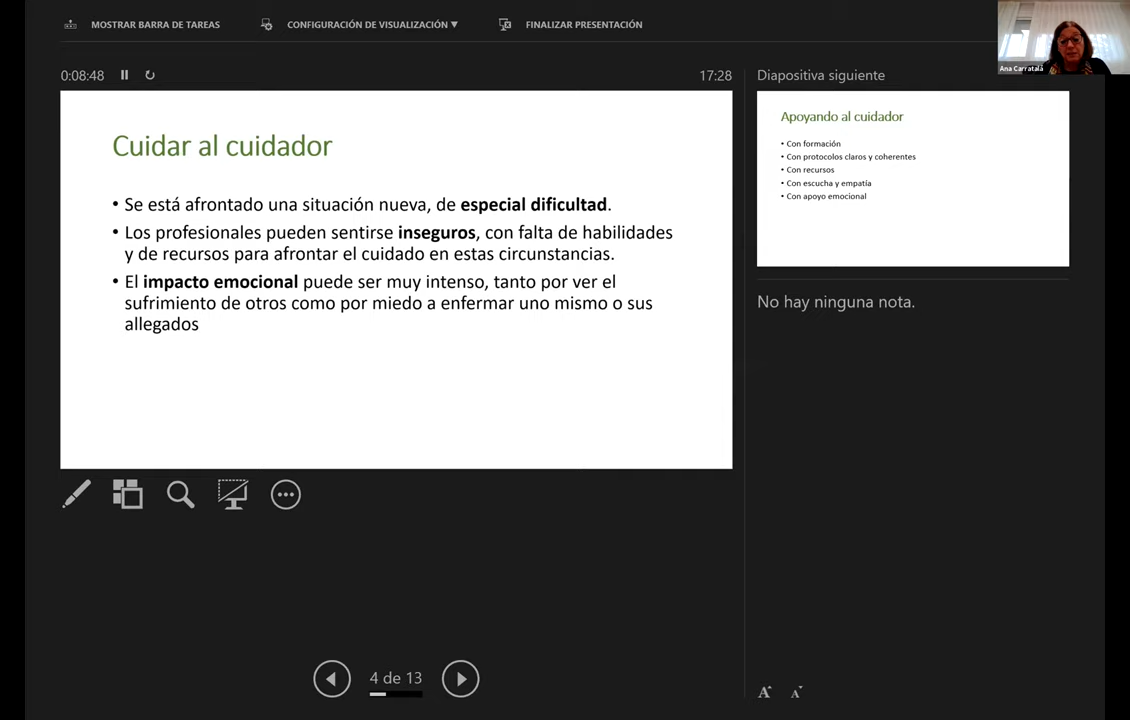 MOSTRAR BARRA DE TAREAS
CONFIGURACIÓN DE VISUALIZACIÓN ▼
FINALIZAR PRESENTACIÓN
Ana Carratalá
0:08:48
17:28
Diapositiva siguiente
Cuidar al cuidador
• Se está afrontado una situación nueva, de especial dificultad.
• Los profesionales pueden sentirse inseguros, con falta de habilidades
y de recursos para afrontar el cuidado en estas circunstancias.
• El impacto emocional puede ser muy intenso, tanto por ver el
sufrimiento de otros como por miedo a enfermar uno mismo o sus
allegados
Apoyando al cuidador
• Con formación
• Con protocolos claros y coherentes
• Con recursos
• Con escucha y empatía
• Con apoyo emocional
No hay ninguna nota.
4 de 13
A A